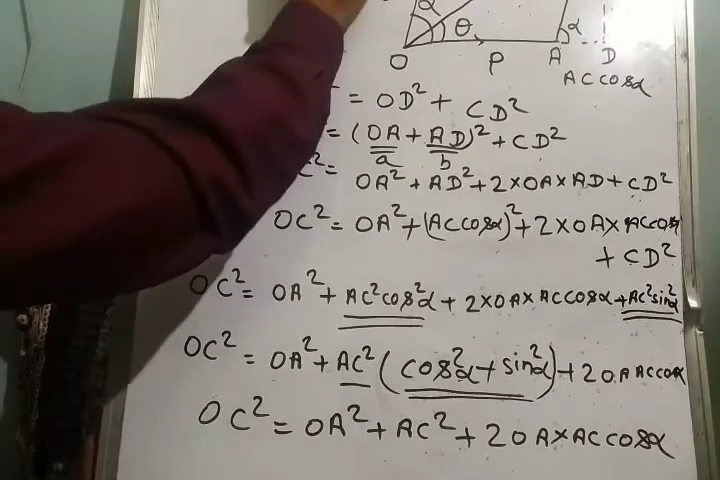 α
θ
α
O P A D
ACcosα
= OD² + CD²
= (OA + AD)² + CD²
a b
C² = OA² + AD² + 2×OA×AD + CD²
OC² = OA² + (ACcosα)² + 2×OA×ACcosα
+ CD²
OC² = OA² + AC²cos²α + 2×OA×ACcosα + AC²sin²α
OC² = OA² + AC² (cos²α + sin²α) + 2OA ACcosα
OC² = OA² + AC² + 2OA×ACcosα